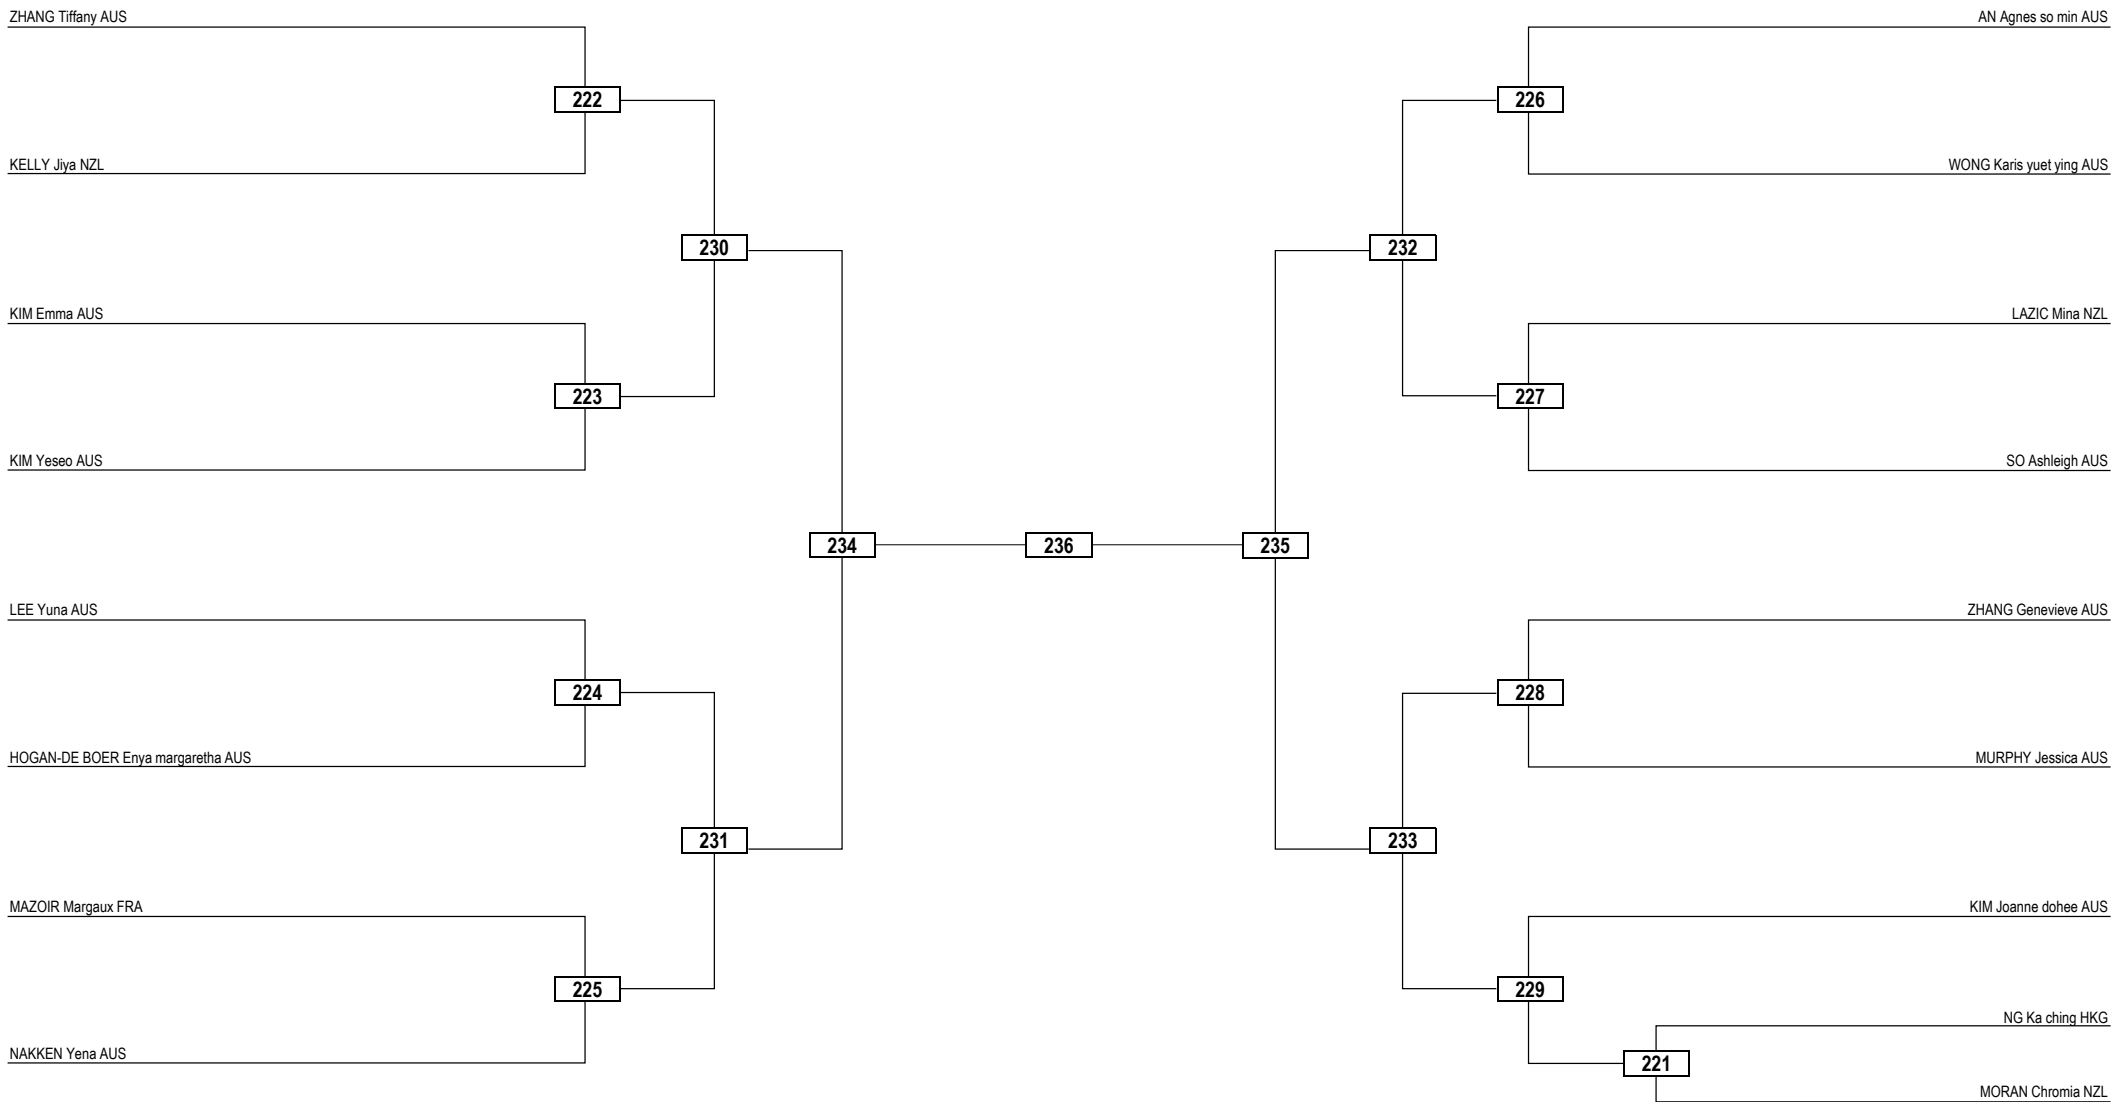 ZHANG Tiffany AUS
AN Agnes so min AUS
222
226
KELLY Jiya NZL
WONG Karis yuet ying AUS
230
232
KIM Emma AUS
LAZIC Mina NZL
223
227
KIM Yeseo AUS
SO Ashleigh AUS
234
236
235
LEE Yuna AUS
ZHANG Genevieve AUS
224
228
HOGAN-DE BOER Enya margaretha AUS
MURPHY Jessica AUS
231
233
MAZOIR Margaux FRA
KIM Joanne dohee AUS
225
229
NG Ka ching HKG
NAKKEN Yena AUS
221
MORAN Chromia NZL